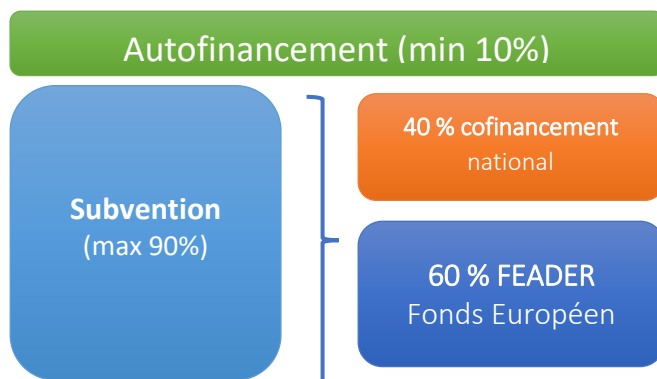 Autofinancement (min 10%)
Subvention
(max 90%)
40 % cofinancement
national
60 % FEADER
Fonds Européen